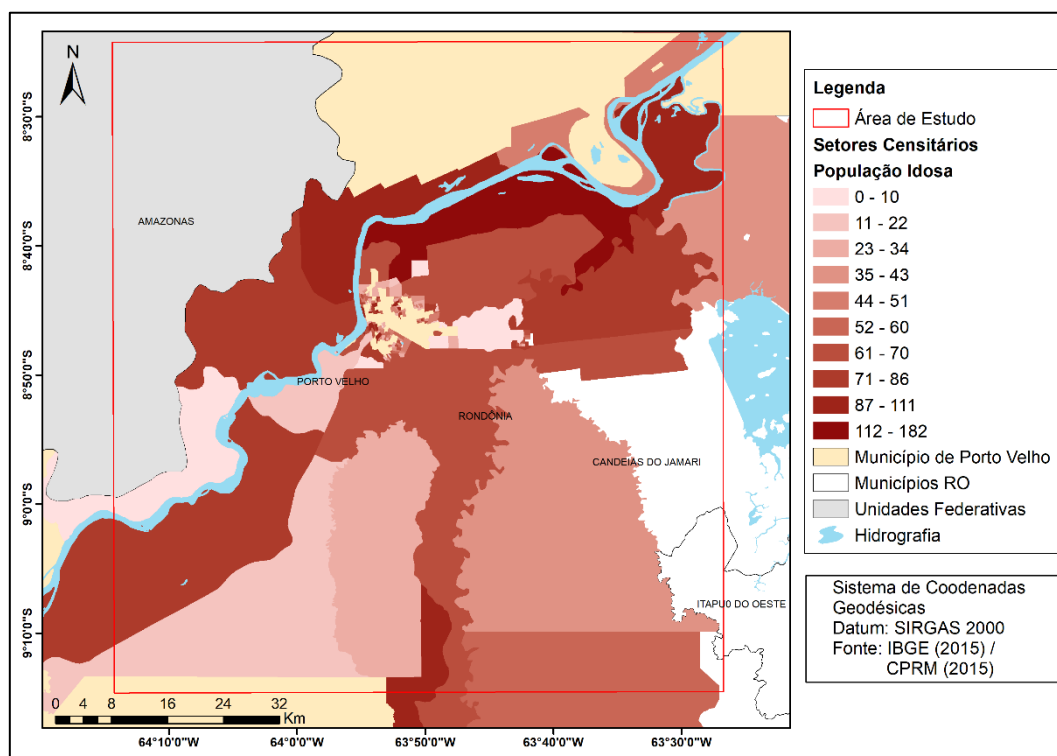 N
8°30'0"S
8°40'0"S
8°50'0"S
9°0'0"S
9°10'0"S
AMAZONAS
PORTO VELHO
RONDÔNIA
CANDEIAS DO JAMARI
ITAPU0 DO OESTE
0 4 8 16 24 32
Km
64°10'0"W 64°0'0"W 63°50'0"W 63°40'0"W 63°30'0"W
Legenda
Área de Estudo
Setores Censitários
População Idosa
0 - 10
11 - 22
23 - 34
35 - 43
44 - 51
52 - 60
61 - 70
71 - 86
87 - 111
112 - 182
Município de Porto Velho
Municípios RO
Unidades Federativas
Hidrografia
Sistema de Coodenadas
Geodésicas
Datum: SIRGAS 2000
Fonte: IBGE (2015) /
CPRM (2015)